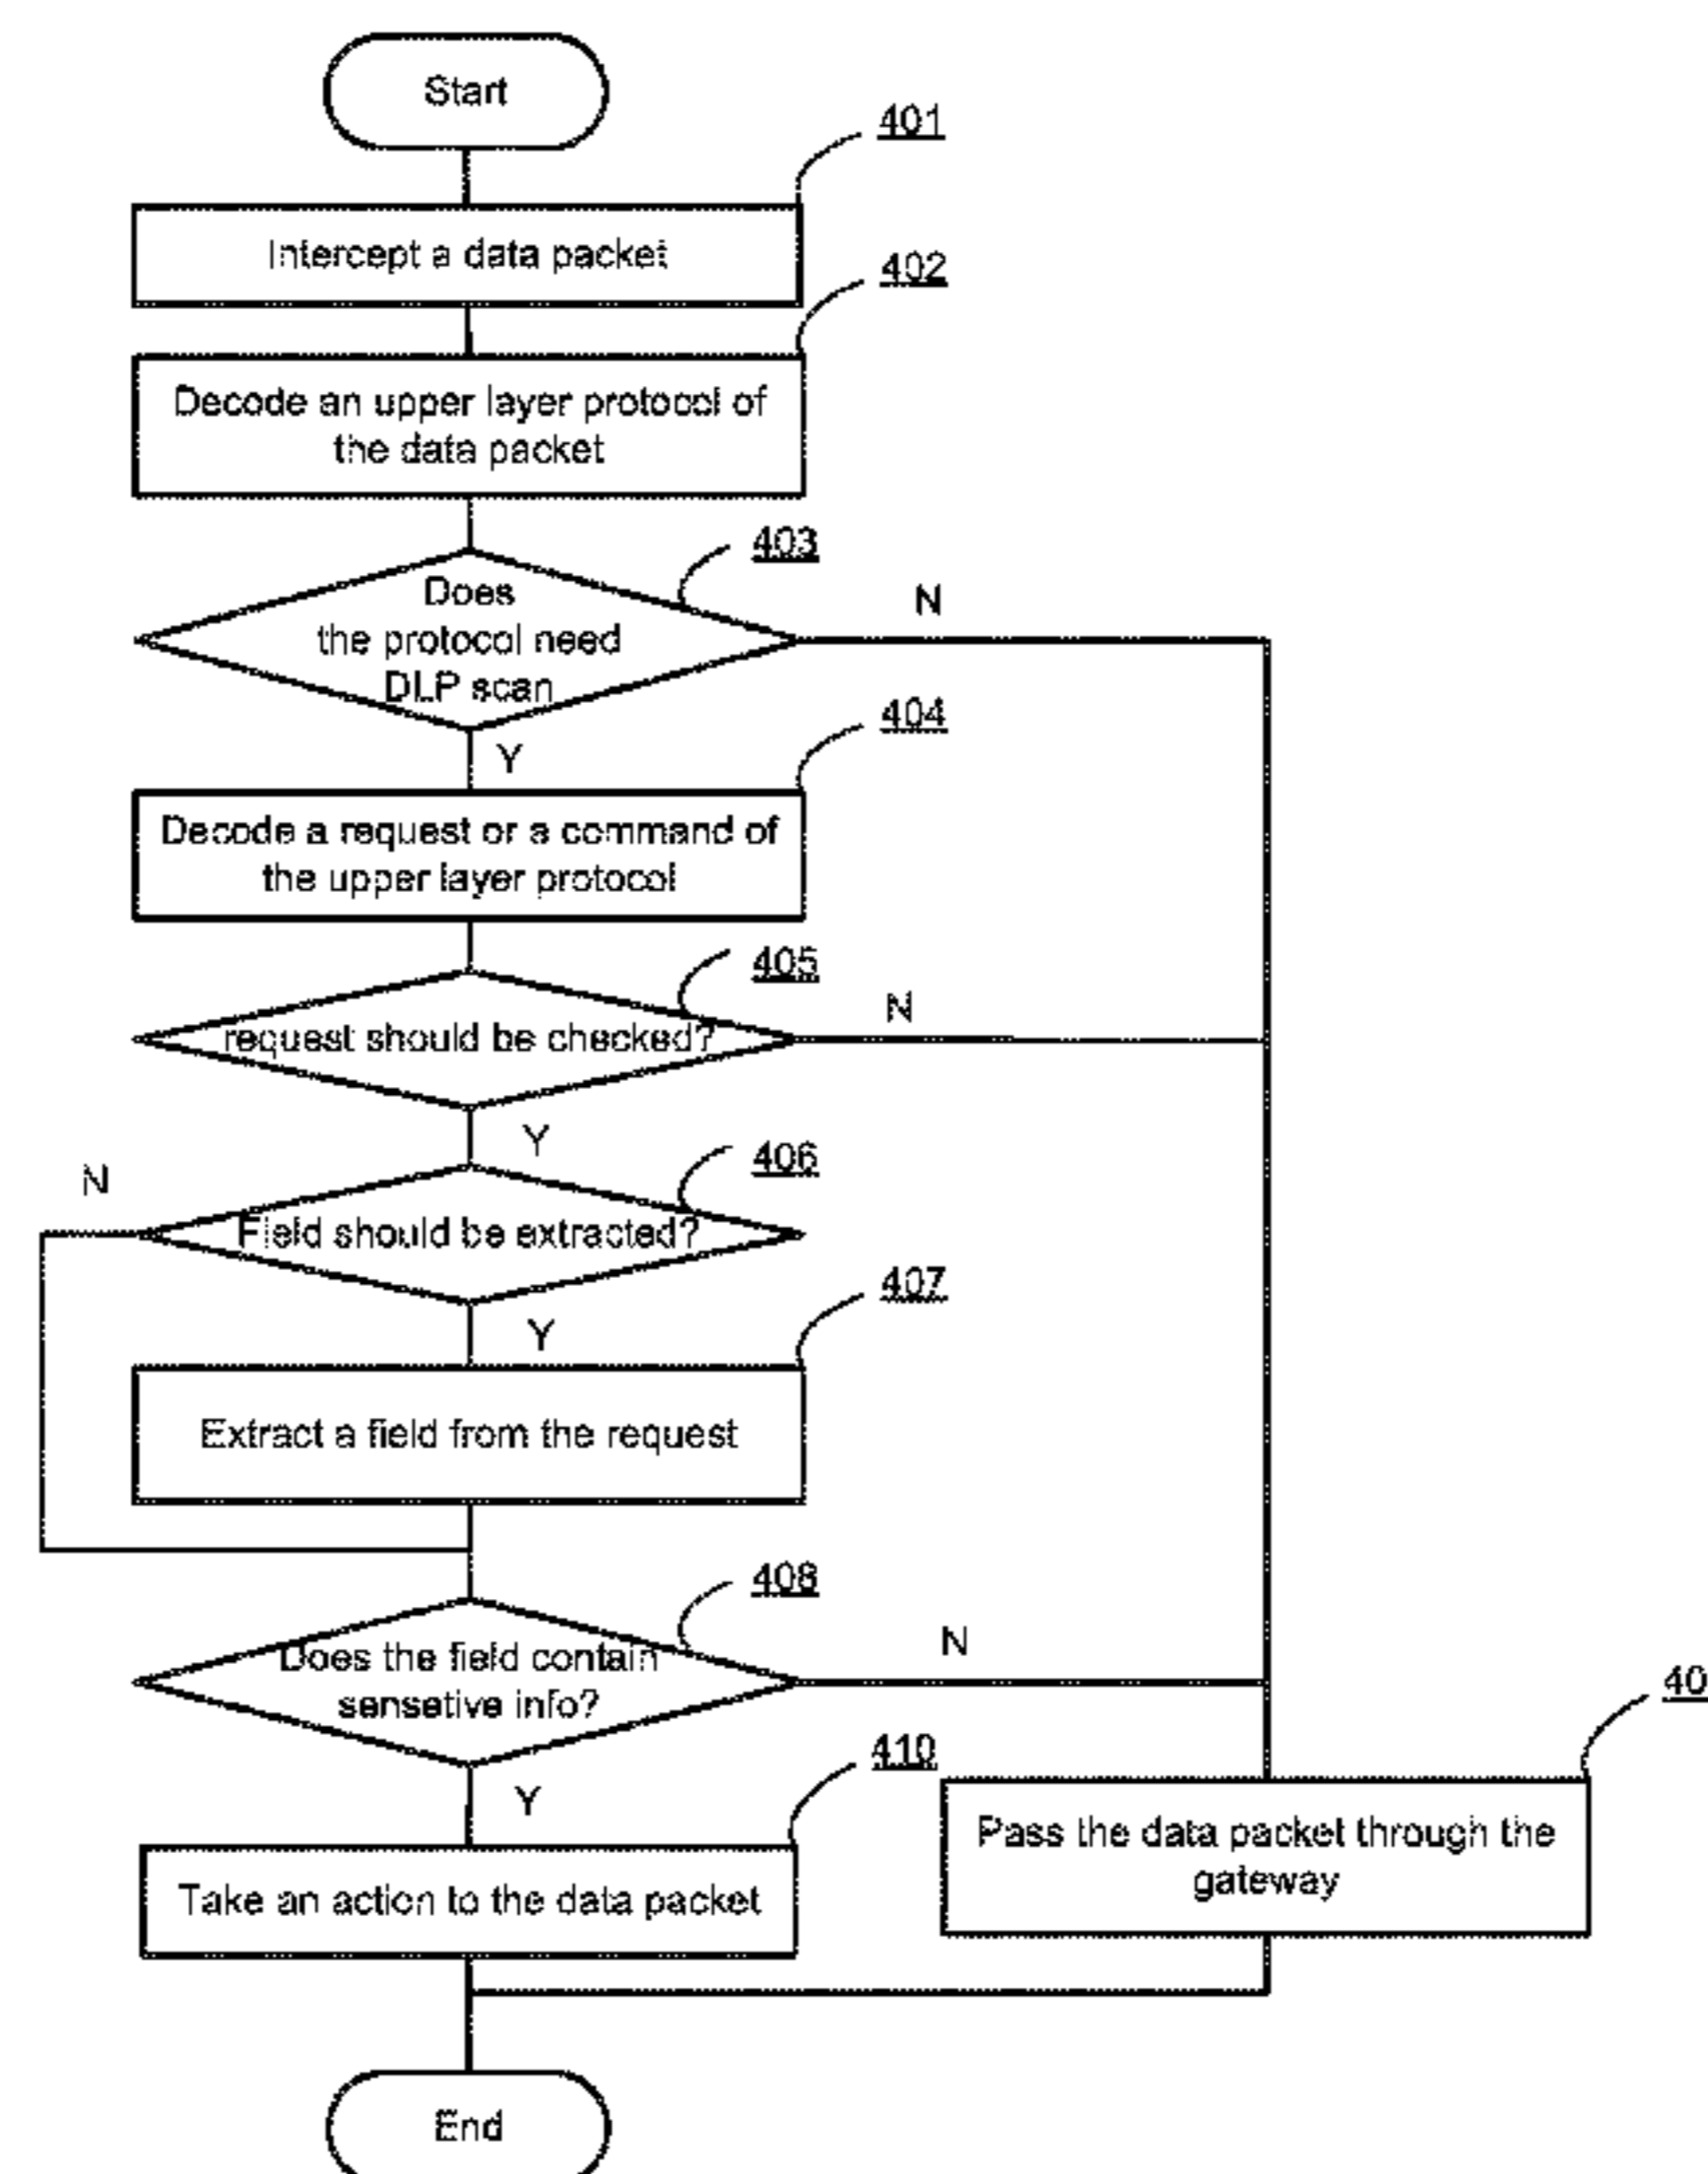 Start
401
Intercept a data packet
402
Decode an upper layer protocol of
the data packet
403
Does
the protocol need
DLP scan
N
Y
404
Decode a request or a command of
the upper layer protocol
405
request should be checked?
N
Y
406
N
Field should be extracted?
Y
407
Extract a field from the request
408
Does the field contain
sensetive info?
N
40
Y
410
Pass the data packet through the
gateway
Take an action to the data packet
End